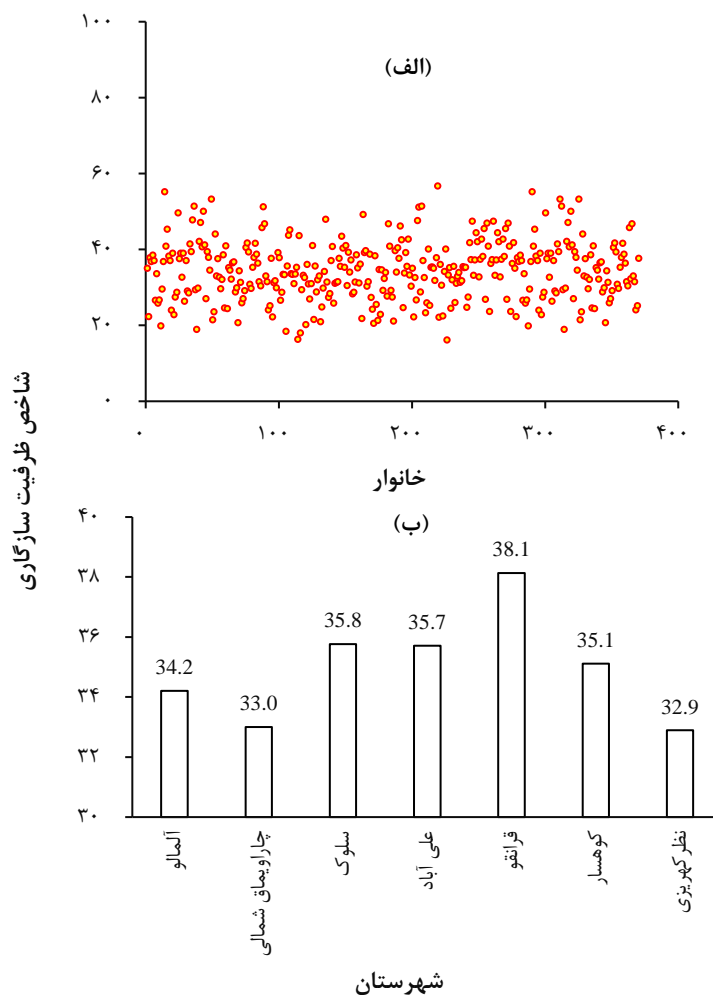 (الف)
۱۰۰
۸۰
۶۰
۴۰
۲۰
۰
۰ ۱۰۰ ۲۰۰ ۳۰۰ ۴۰۰
خانوار
شاخص ظرفیت سازگاری
(ب)
۴۰
۳۸
۳۶
۳۴
۳۲
۳۰
34.2
33.0
35.8
35.7
38.1
35.1
32.9
آلمالو
چاراویماق شمالی
سلوک
علی آباد
قرانقو
کوهسار
نظرکهریزی
شهرستان